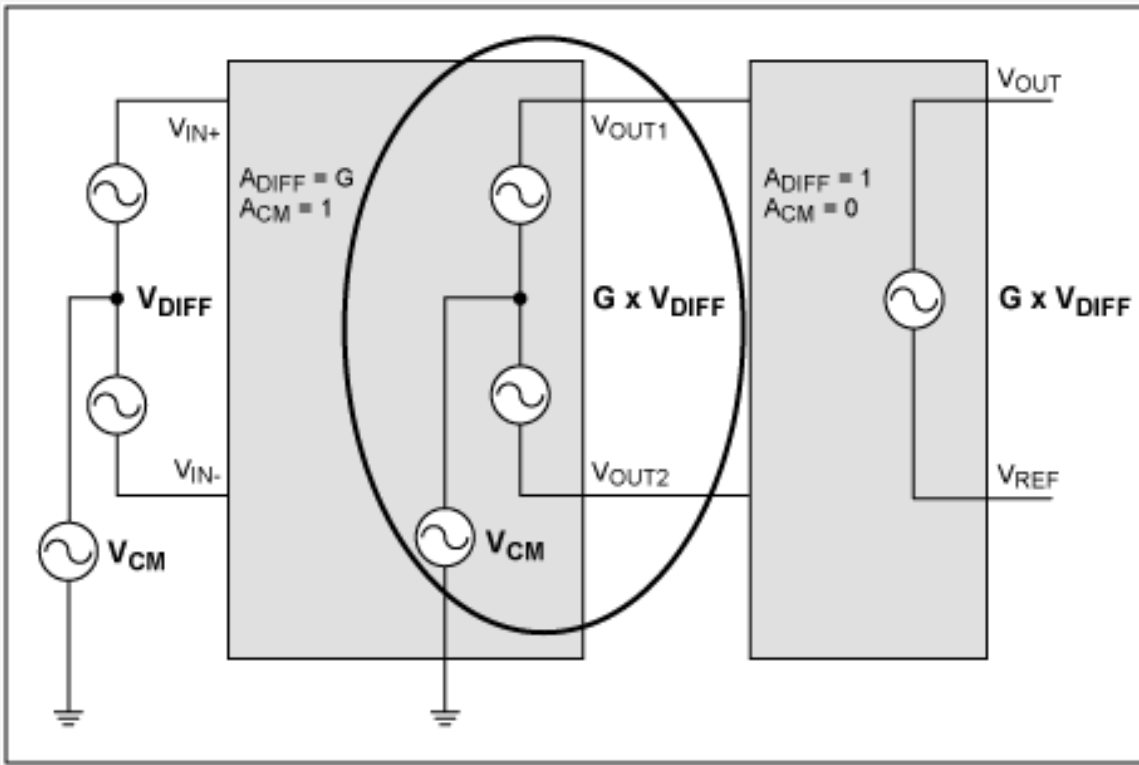 VOUT
VIN+
VOUT1
ADIFF = G
ACM = 1
ADIFF = 1
ACM = 0
VDIFF
G x VDIFF
G x VDIFF
VIN-
VOUT2
VREF
VCM
VCM